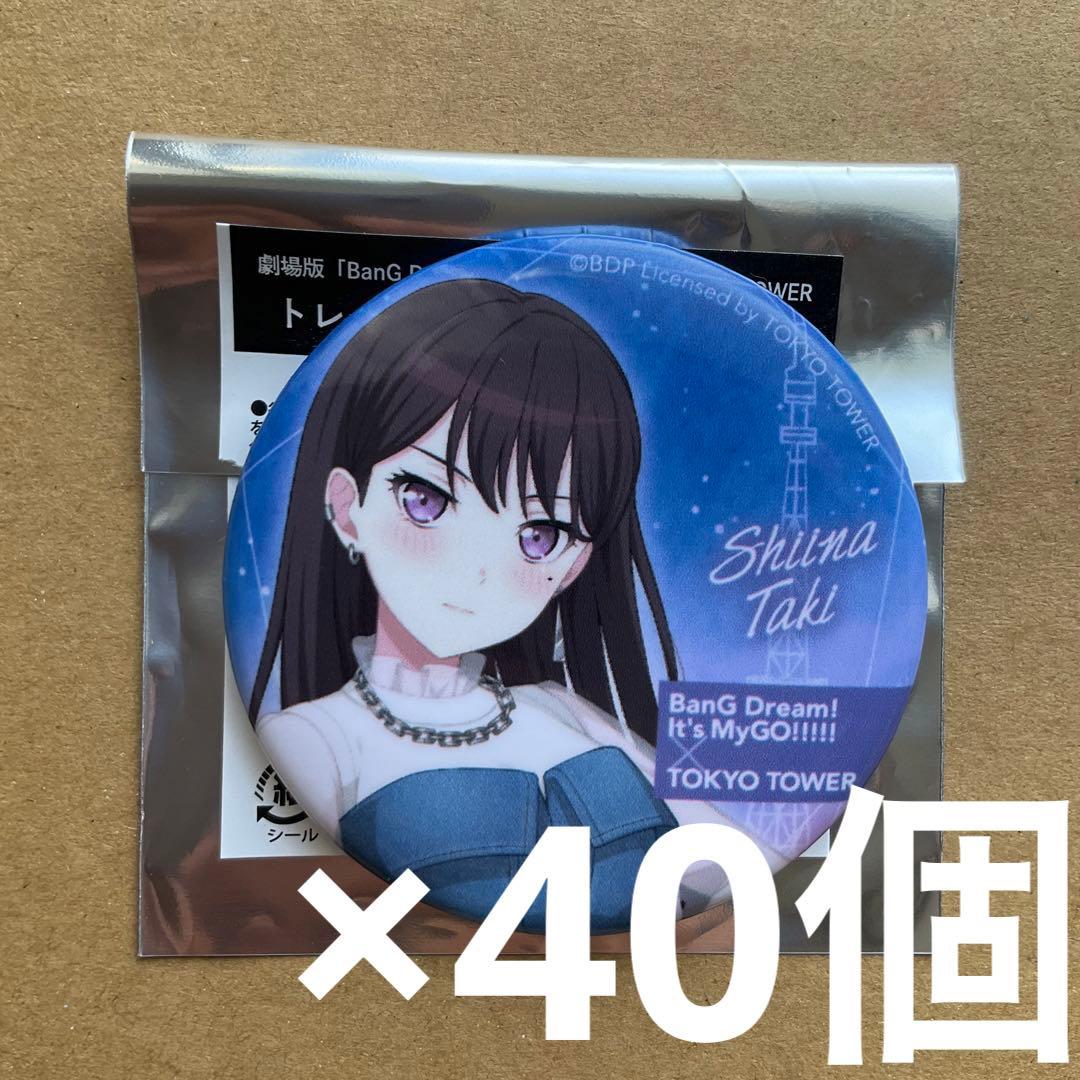 劇場版「BanG D
OWER
トレ
©BDP Licensed by TOKYO TOWER
Shiina
Taki
BanG Dream!
It's MyGO!!!!!
×
TOKYO TOWER
シール
×40個